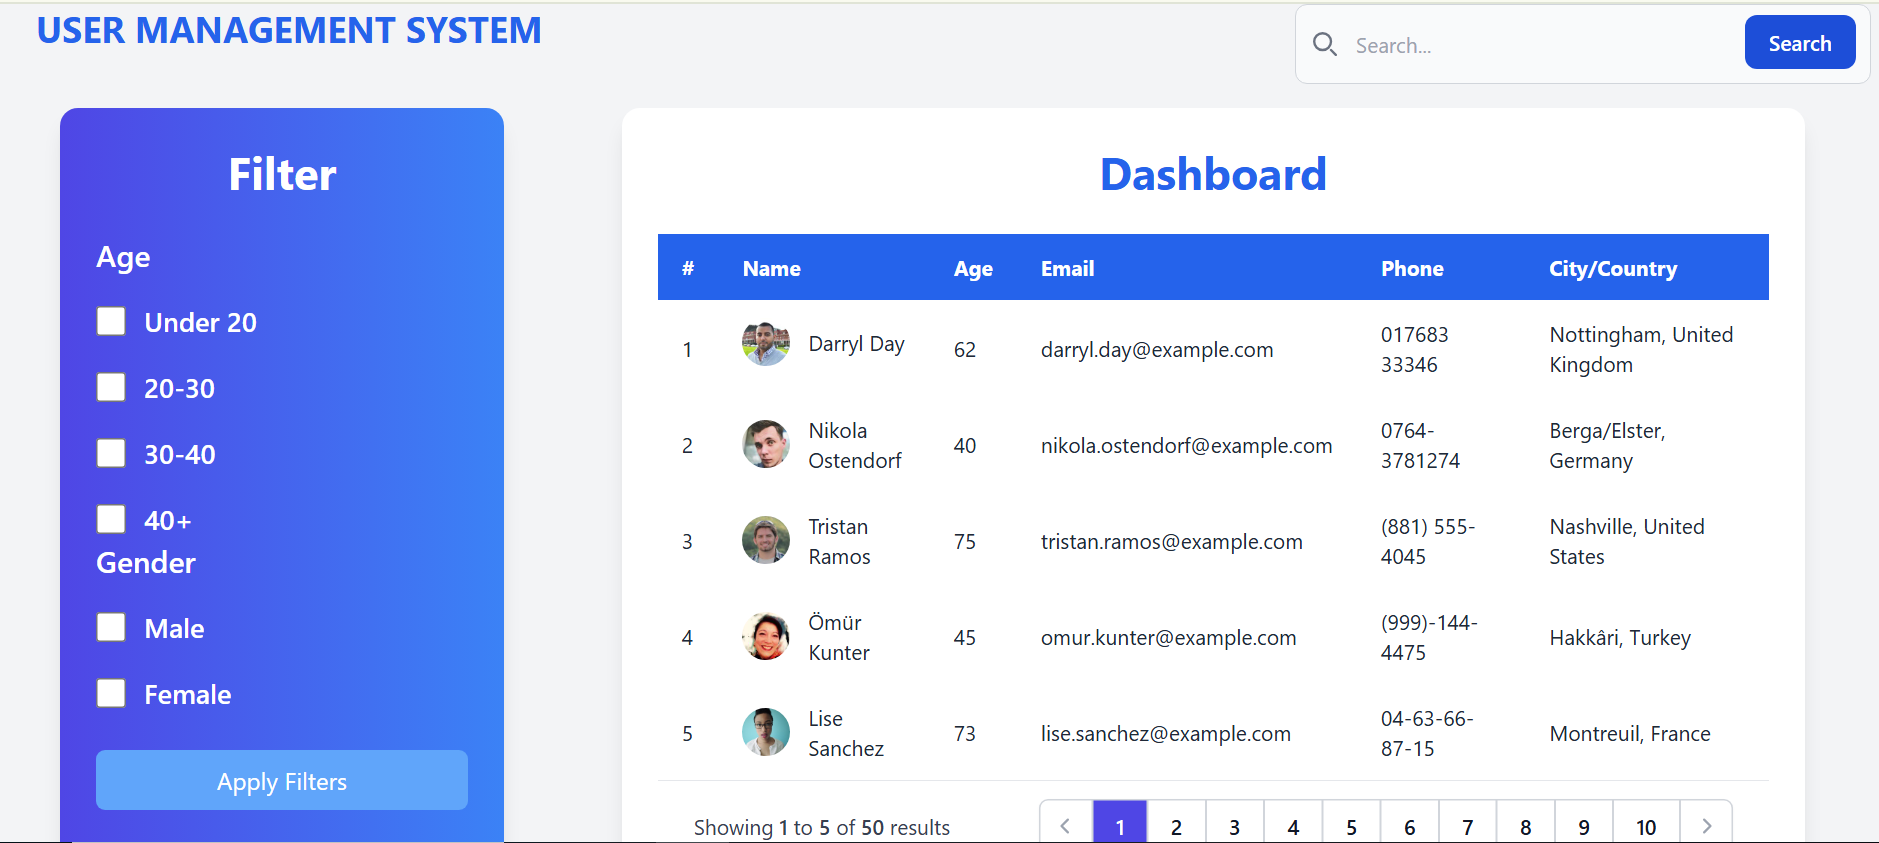 USER MANAGEMENT SYSTEM
Search...
Search
Filter
Age
Under 20
20-30
30-40
40+
Gender
Male
Female
Apply Filters
Dashboard
# Name Age Email Phone City/Country
1 Darryl Day 62 darryl.day@example.com 017683 33346 Nottingham, United Kingdom
2 Nikola Ostendorf 40 nikola.ostendorf@example.com 0764-3781274 Berga/Elster, Germany
3 Tristan Ramos 75 tristan.ramos@example.com (881) 555-4045 Nashville, United States
4 Ömür Kunter 45 omur.kunter@example.com (999)-144-4475 Hakkâri, Turkey
5 Lise Sanchez 73 lise.sanchez@example.com 04-63-66-87-15 Montreuil, France
Showing 1 to 5 of 50 results
1 2 3 4 5 6 7 8 9 10